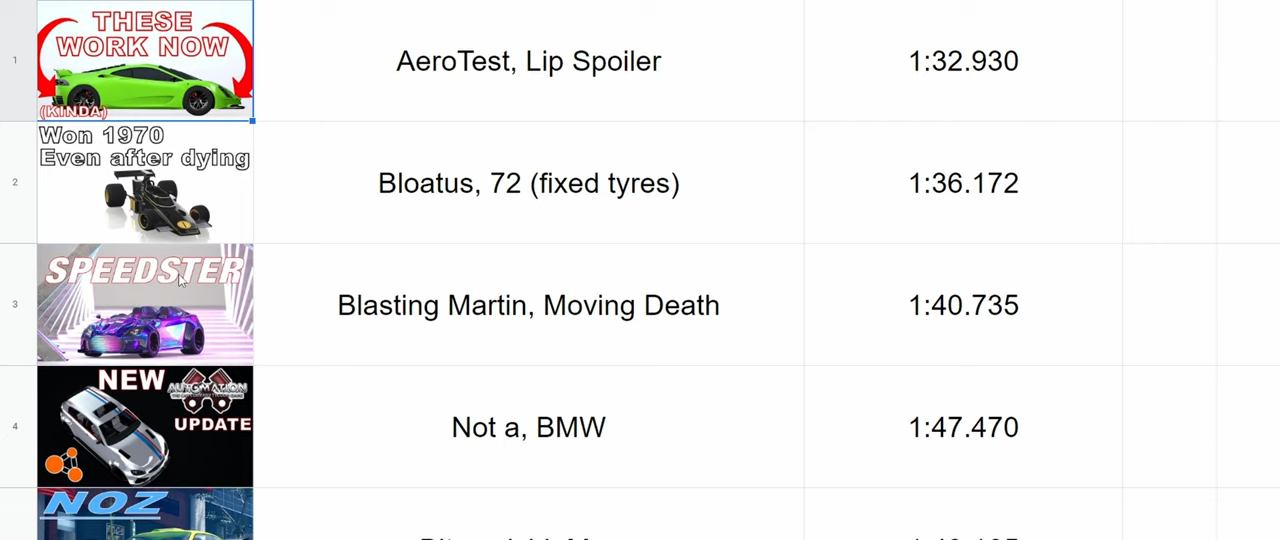 1
THESE
WORK NOW
(KINDA)
AeroTest, Lip Spoiler
1:32.930
2
Won 1970
Even after dying
Bloatus, 72 (fixed tyres)
1:36.172
3
SPEEDSTER
Blasting Martin, Moving Death
1:40.735
4
NEW
AUTOMATION
UPDATE
Not a, BMW
1:47.470
NOZ